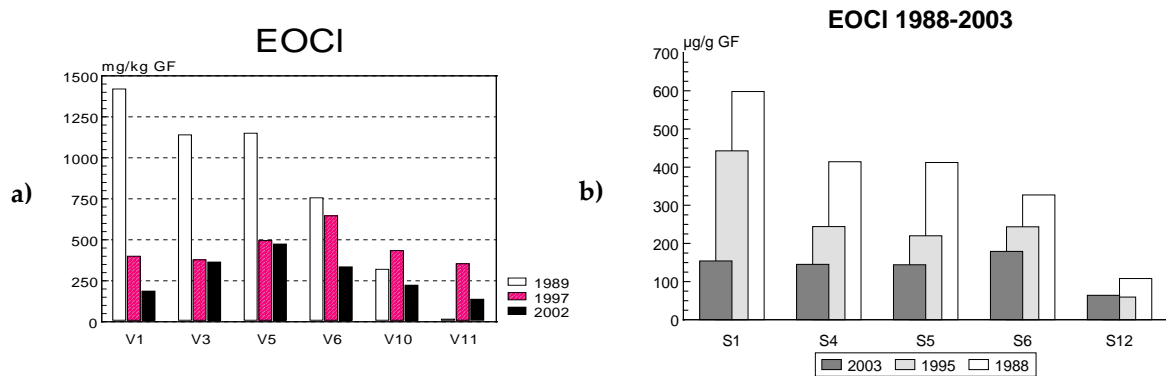 a)
EOCl
mg/kg GF
1500
1250
1000
750
500
250
0
V1 V3 V5 V6 V10 V11
1989
1997
2002
b)
EOCl 1988-2003
µg/g GF
700
600
500
400
300
200
100
0
S1 S4 S5 S6 S12
2003 1995 1988